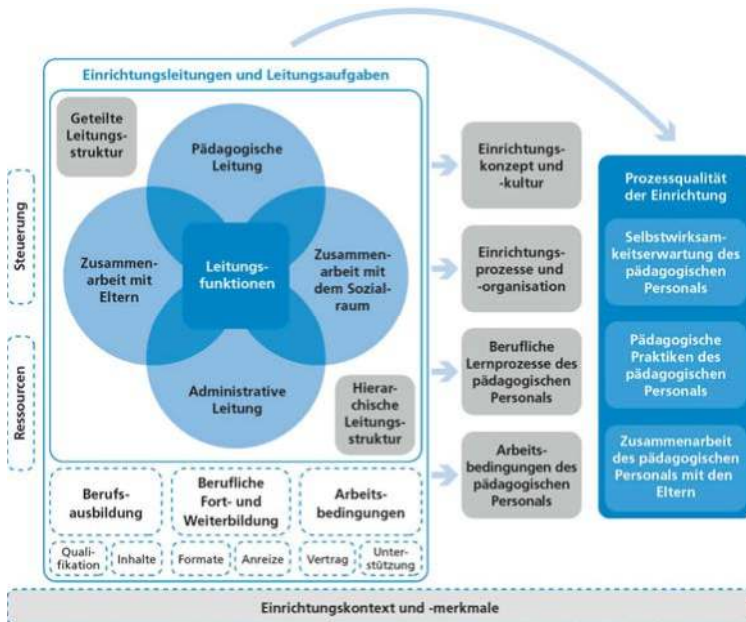 Einrichtungsleitungen und Leitungsaufgaben
Geteilte
Leitungs-
struktur
Pädagogische
Leitung
Zusammen-
arbeit mit
Eltern
Leitungs-
funktionen
Zusammen-
arbeit mit
dem Sozial-
raum
Administrative
Leitung
Hierar-
chische
Leitungs-
struktur
Steuerung
Ressourcen
Berufs-
ausbildung
Berufliche
Fort- und
Weiterbildung
Arbeits-
bedingungen
Quali-
fikation
Inhalte
Formate
Anreize
Vertrag
Unter-
stützung
Einrichtungs-
konzept und
-kultur
Einrichtungs-
prozesse und
-organisation
Berufliche
Lernprozesse des
pädagogischen
Personals
Arbeits-
bedingungen des
pädagogischen
Personals
Prozessqualität
der Einrichtung
Selbstwirksam-
keitserwartung des
pädagogischen
Personals
Pädagogische
Praktiken des
pädagogischen
Personals
Zusammenarbeit
des pädagogischen
Personals mit den
Eltern
Einrichtungskontext und -merkmale